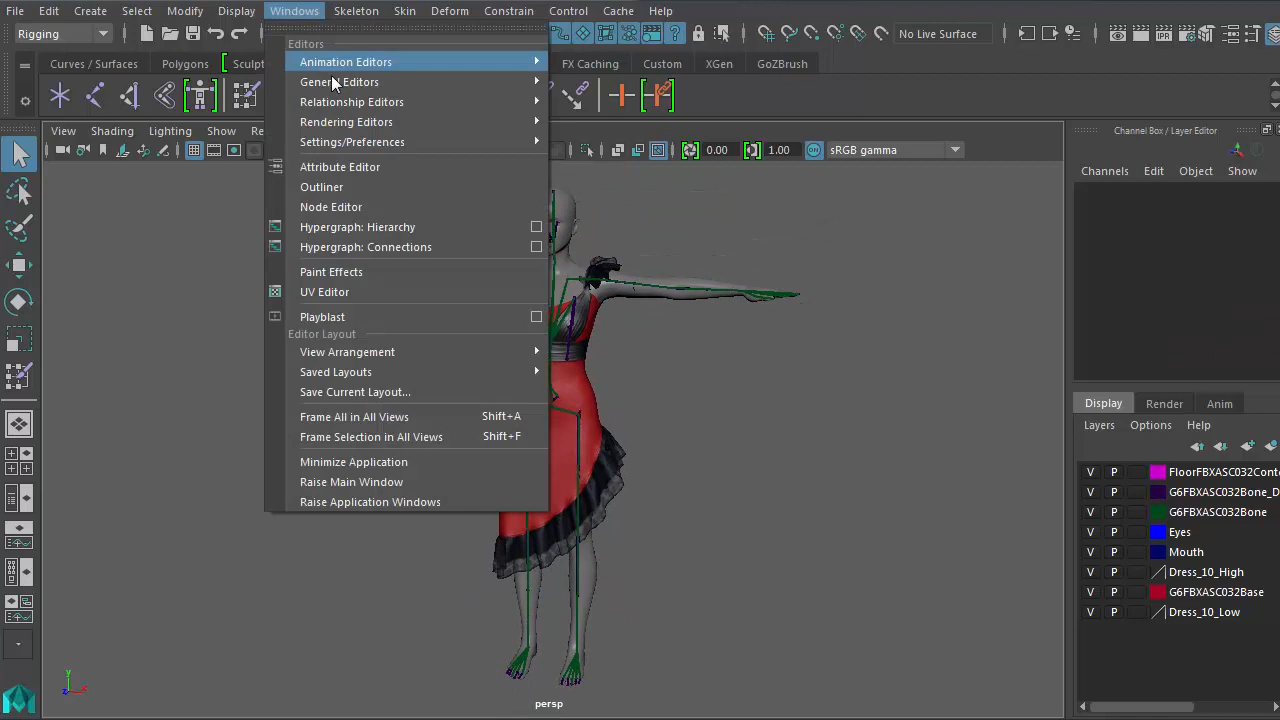 File Edit Create Select Modify Display Windows Skeleton Skin Deform Constrain Control Cache Help
Rigging No Live Surface
Curves / Surfaces Polygons Sculpt FX Caching Custom XGen GoZBrush
View Shading Lighting Show Re
0.00 1.00 ON sRGB gamma
Editors
Animation Editors
General Editors
Relationship Editors
Rendering Editors
Settings/Preferences
Attribute Editor
Outliner
Node Editor
Hypergraph: Hierarchy
Hypergraph: Connections
Paint Effects
UV Editor
Playblast
Editor Layout
View Arrangement
Saved Layouts
Save Current Layout...
Frame All in All Views Shift+A
Frame Selection in All Views Shift+F
Minimize Application
Raise Main Window
Raise Application Windows
y
z x
persp
Channel Box / Layer Editor
Channels Edit Object Show
Display Render Anim
Layers Options Help
V P FloorFBXASC032Conto
V P G6FBXASC032Bone_D
V P G6FBXASC032Bone
V P Eyes
V P Mouth
V P Dress_10_High
V P G6FBXASC032Base
V P Dress_10_Low